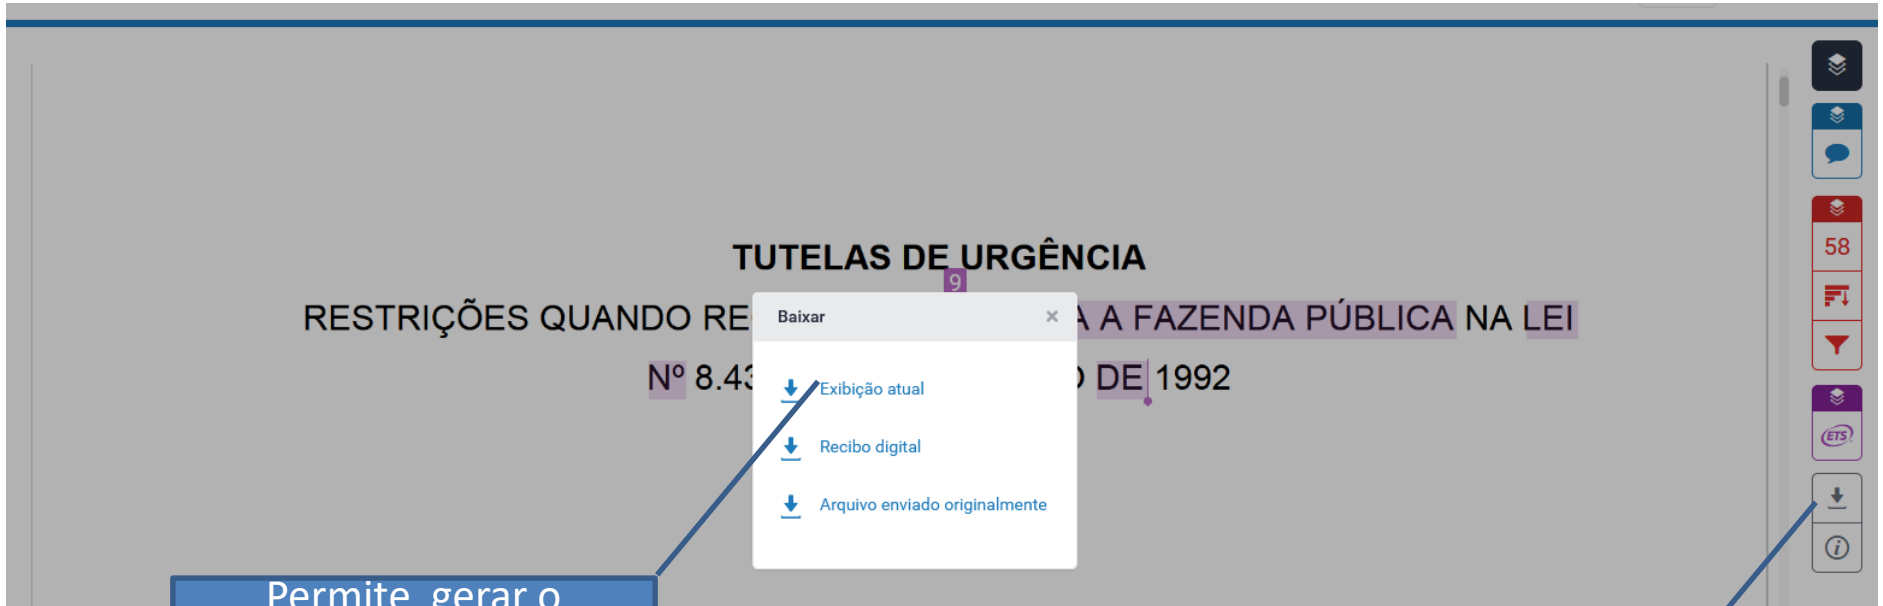 TUTELAS DE URGÊNCIA
9
RESTRIÇÕES QUANDO RE A A FAZENDA PÚBLICA NA LEI
Nº 8.43 DE 1992
Baixar ×
Exibição atual
Recibo digital
Arquivo enviado originalmente
58
ETS
Permite gerar o